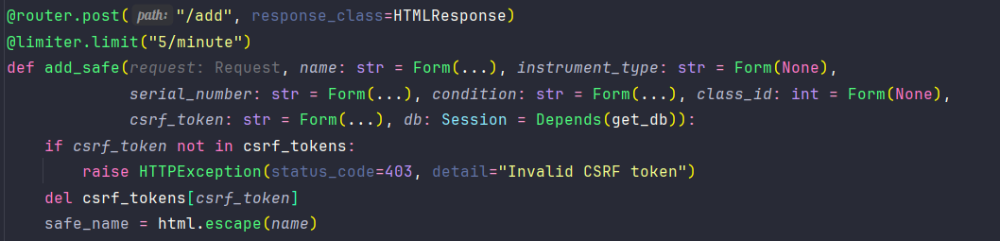 @router.post( path: "/add", response_class=HTMLResponse)
@limiter.limit("5/minute")
def add_safe(request: Request, name: str = Form(...), instrument_type: str = Form(None),
             serial_number: str = Form(...), condition: str = Form(...), class_id: int = Form(None),
             csrf_token: str = Form(...), db: Session = Depends(get_db)):
    if csrf_token not in csrf_tokens:
        raise HTTPException(status_code=403, detail="Invalid CSRF token")
    del csrf_tokens[csrf_token]
    safe_name = html.escape(name)